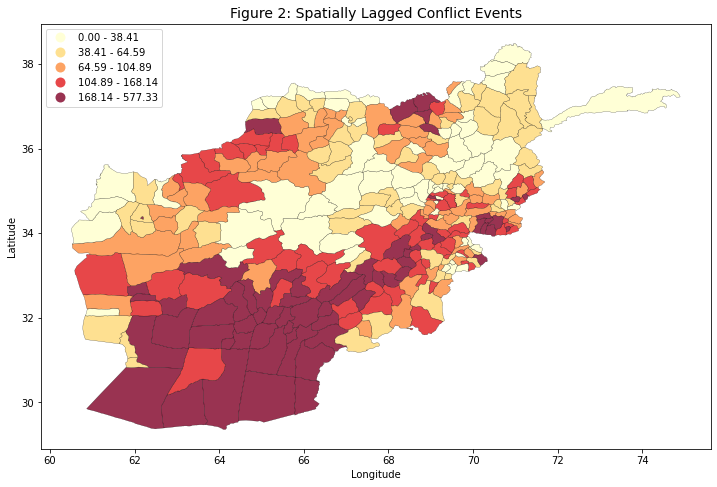 Figure 2: Spatially Lagged Conflict Events
0.00 - 38.41
38.41 - 64.59
64.59 - 104.89
104.89 - 168.14
168.14 - 577.33
38
36
34
32
30
Latitude
60 62 64 66 68 70 72 74
Longitude